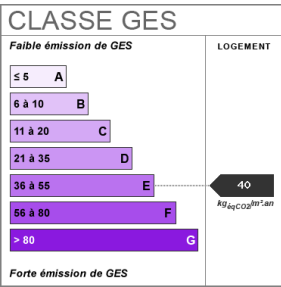 CLASSE GES
Faible émission de GES
LOGEMENT
≤ 5 A
6 à 10 B
11 à 20 C
21 à 35 D
36 à 55 E
40
kgéqCO2/m².an
56 à 80 F
> 80 G
Forte émission de GES